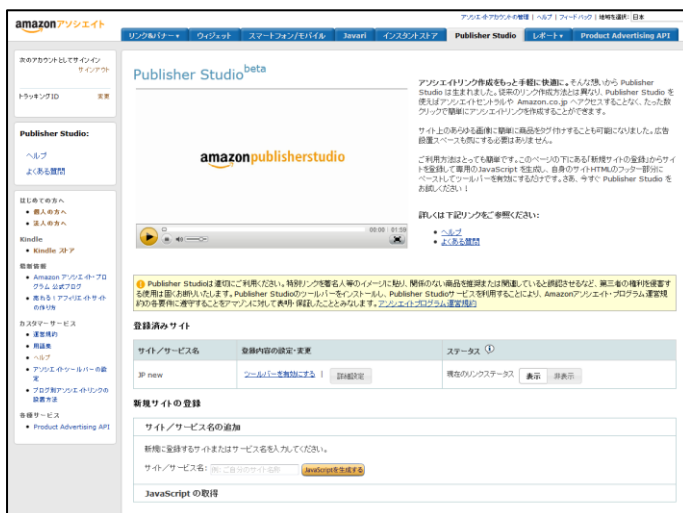 amazonアソシエイト
アソシエイトアカウントの管理 | ヘルプ | フィードバック | 地域を選択: 日本
リンク&バナー ウィジェット スマートフォン/モバイル Javari インスタントストア Publisher Studio レポート Product Advertising API
次のアカウントとしてサインイン
サインアウト
トラッキングID 変更
Publisher Studio:
ヘルプ
よくある質問
はじめての方へ
個人の方へ
法人の方へ
Kindle
Kindle ストア
最新情報
Amazon アソシエイト・プログラム 公式ブログ
売れる!アフィリエイトサイトの作り方
カスタマーサービス
運営規約
用語集
ヘルプ
アソシエイトツールバーの設定
ブログ用アソシエイトリンクの設置方法
各種サービス
Product Advertising API
Publisher Studio beta
amazonpublisherstudio
00:00 01:59
アソシエイトリンク作成をもっと手軽に快適に。そんな想いから Publisher
Studio は生まれました。従来のリンク作成方法とは異なり、Publisher Studio を
使えばアソシエイトセントラルや Amazon.co.jp へアクセスすることなく、たった数
クリックで簡単にアソシエイトリンクを作成することができます。
サイト上のあらゆる画像に簡単に商品をタグ付けすることも可能になりました。広告
設置スペースも気にする必要はありません。
ご利用方法はとっても簡単です。このページの下にある「新規サイトの登録」からサイ
トを登録して専用のJavaScript を生成し、自身のサイトHTMLのフッター部分に
ペーストしてツールバーを有効にするだけです。さあ、今すぐ Publisher Studio を
お試しください!
詳しくは下記リンクをご参照ください:
ヘルプ
よくある質問
Publisher Studioは適切にご利用ください。特別リンクを著名人等のイメージに貼り、関係のない商品を推奨または関連していると誤認させるなど、第三者の権利を侵害す
る使用は固くお断りいたします。Publisher Studioのツールバーをインストールし、Publisher Studioサービスを利用することにより、Amazonアソシエイト・プログラム運営規
約の各要件に遵守することをアマゾンに対して表明・保証したこととみなします。アソシエイトプログラム運営規約
登録済みサイト
サイト/サービス名 登録内容の設定・変更 ステータス
JP new ツールバーを有効にする | 詳細設定 現在のリンクステータス 表示 非表示
新規サイトの登録
サイト/サービス名の追加
新規に登録するサイトまたはサービス名を入力してください。
サイト/サービス名: 例: ご自分のサイト名称 JavaScriptを生成する
JavaScript の取得